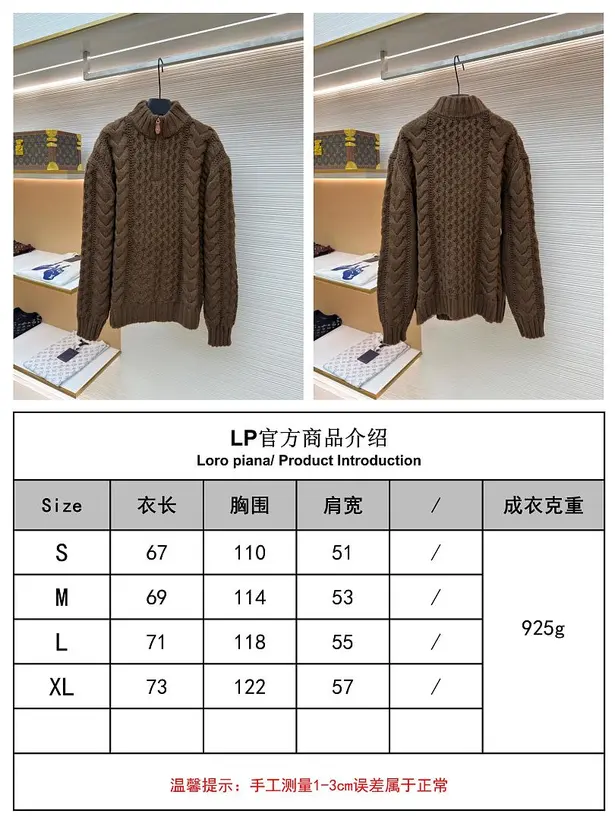 LP官方商品介绍
Loro piana/ Product Introduction
Size 衣长 胸围 肩宽 / 成衣克重
S 67 110 51 /
M 69 114 53 /
L 71 118 55 /
XL 73 122 57 /
925g
温馨提示：手工测量1-3cm误差属于正常